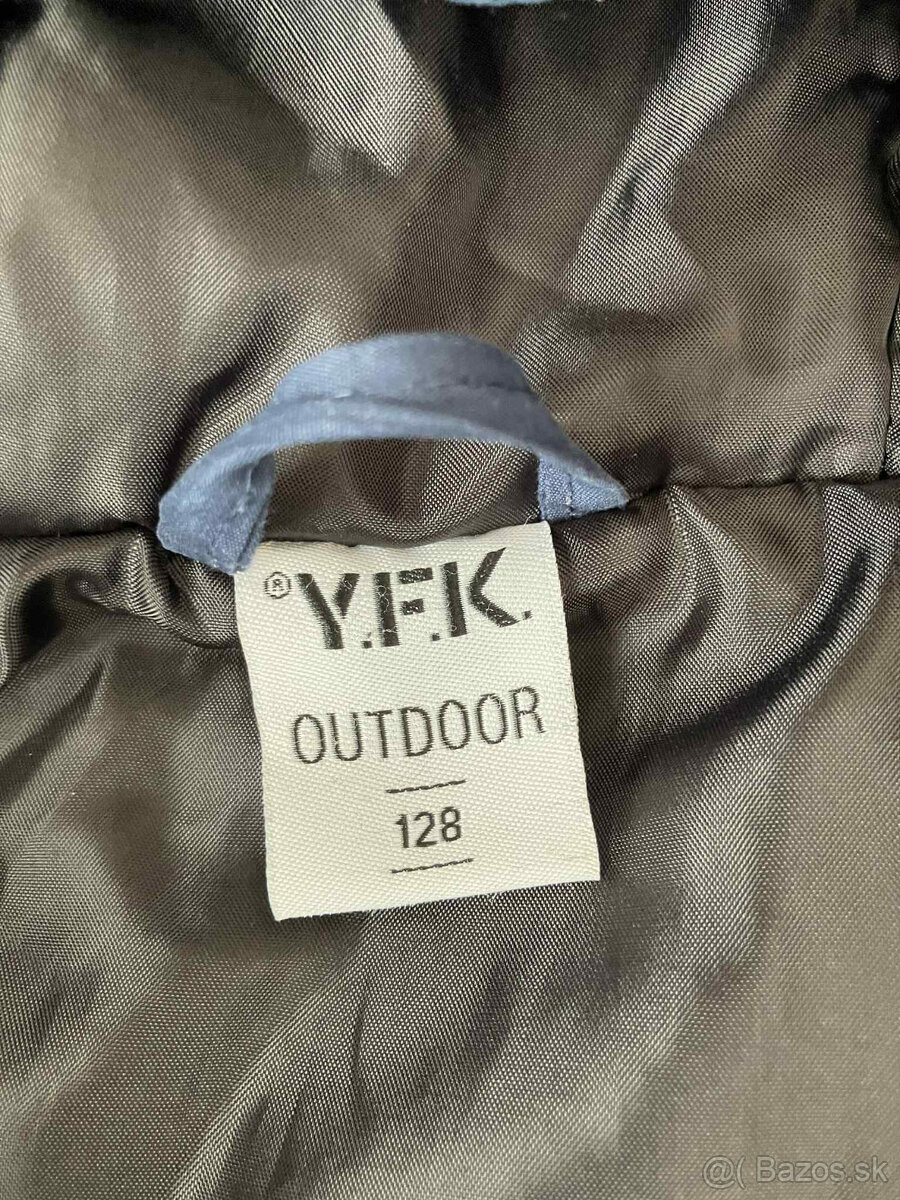 ® Y.F.K.
OUTDOOR
128
@( Bazos.sk